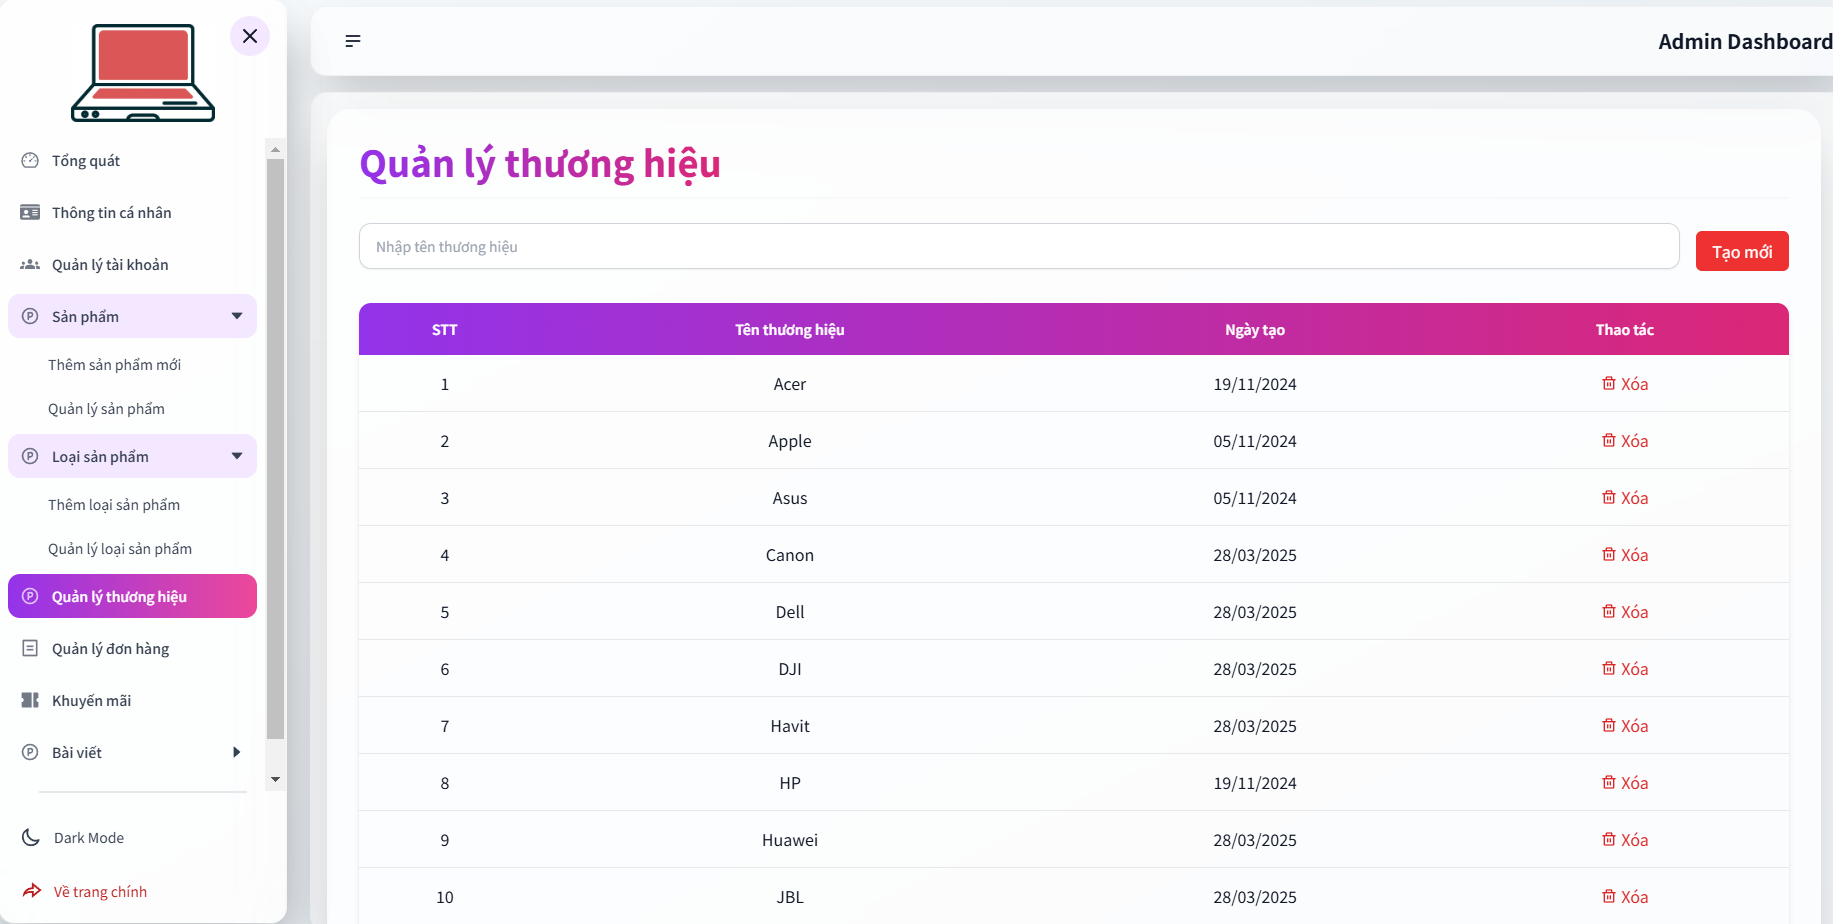 Tổng quát
Thông tin cá nhân
Quản lý tài khoản
Sản phẩm
Thêm sản phẩm mới
Quản lý sản phẩm
Loại sản phẩm
Thêm loại sản phẩm
Quản lý loại sản phẩm
Quản lý thương hiệu
Quản lý đơn hàng
Khuyến mãi
Bài viết
Dark Mode
Về trang chính
Admin Dashboard
Quản lý thương hiệu
Nhập tên thương hiệu
Tạo mới
STT Tên thương hiệu Ngày tạo Thao tác
1 Acer 19/11/2024 Xóa
2 Apple 05/11/2024 Xóa
3 Asus 05/11/2024 Xóa
4 Canon 28/03/2025 Xóa
5 Dell 28/03/2025 Xóa
6 DJI 28/03/2025 Xóa
7 Havit 28/03/2025 Xóa
8 HP 19/11/2024 Xóa
9 Huawei 28/03/2025 Xóa
10 JBL 28/03/2025 Xóa